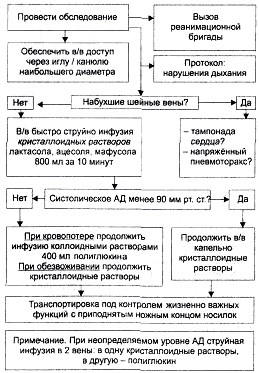 Провести обследование
Вызов
реанимационной
бригады
Обеспечить в/в доступ
через иглу / канюлю
наибольшего диаметра
Протокол:
нарушения дыхания
Нет
Набухшие шейные вены?
Да
В/в быстро струйно инфузия
кристаллоидных растворов
лактасола, ацесоля, мафусола
800 мл за 10 минут
– тампонада
сердца?
– напряжённый
пневмоторакс?
Нет
Систолическое АД менее 90 мм рт. ст.?
Да
При кровопотере продолжить
инфузию коллоидными растворами
400 мл полиглюкина
При обезвоживании продолжить
кристаллоидные растворы
Продолжить в/в
капельно
кристаллоидные
растворы
Транспортировка под контролем жизненно важных
функций с приподнятым ножным концом носилок
Примечание. При неопределяемом уровне АД струйная
инфузия в 2 вены: в одну кристаллоидные растворы,
в другую – полиглюкин